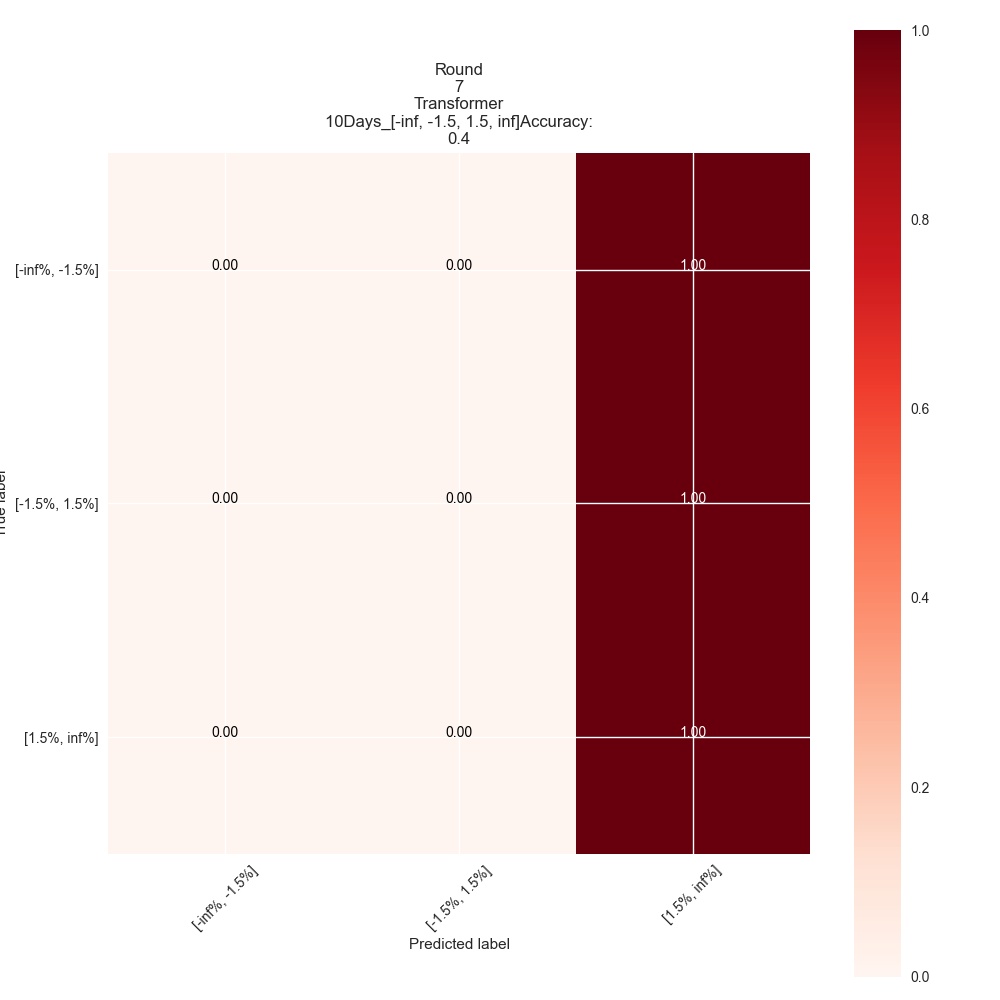 Round
7
Transformer
10Days_[-inf, -1.5, 1.5, inf]Accuracy:
0.4
1.0
0.8
0.6
0.4
0.2
0.0
[-inf%, -1.5%]
0.00
0.00
1.00
[-1.5%, 1.5%]
0.00
0.00
1.00
[1.5%, inf%]
0.00
0.00
1.00
[-inf%, -1.5%]
[-1.5%, 1.5%]
[1.5%, inf%]
Predicted label